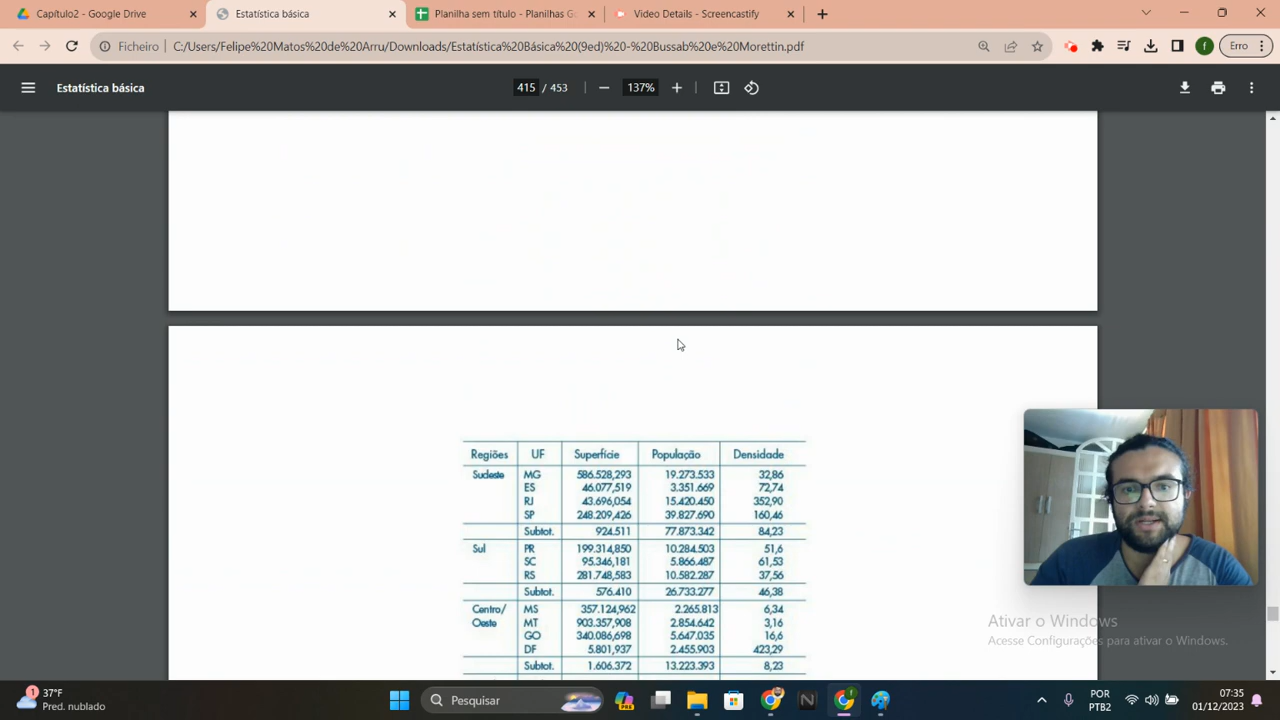 Capítulo2 - Google Drive
Estatística básica
Planilha sem título - Planilhas G
Video Details - Screencastify
Ficheiro
C:/Users/Felipe%20Matos%20de%20Arru/Downloads/Estatística%20Básica%20(9ed)%20-%20Bussab%20e%20Morettin.pdf
f
Erro
Estatística básica
415 / 453
137%
Regiões UF Superfície População Densidade
Sudeste MG 586.528,293 19.273.533 32,86
ES 46.077,519 3.351.669 72,74
RJ 43.696,054 15.420.450 352,90
SP 248.209,426 39.827.690 160,46
Subtot. 924.511 77.873.342 84,23
Sul PR 199.314,850 10.284.503 51,6
SC 95.346,181 5.866.487 61,53
RS 281.748,583 10.582.287 37,56
Subtot. 576.410 26.733.277 46,38
Centro/ MS 357.124,962 2.265.813 6,34
Oeste MT 903.357,908 2.854.642 3,16
GO 340.086,698 5.647.035 16,6
DF 5.801,937 2.455.903 423,29
Subtot. 1.606.372 13.223.393 8,23
Ativar o Windows
Acesse Configurações para ativar o Windows.
1
37°F
Pred. nublado
Pesquisar
POR
PTB2
07:35
01/12/2023